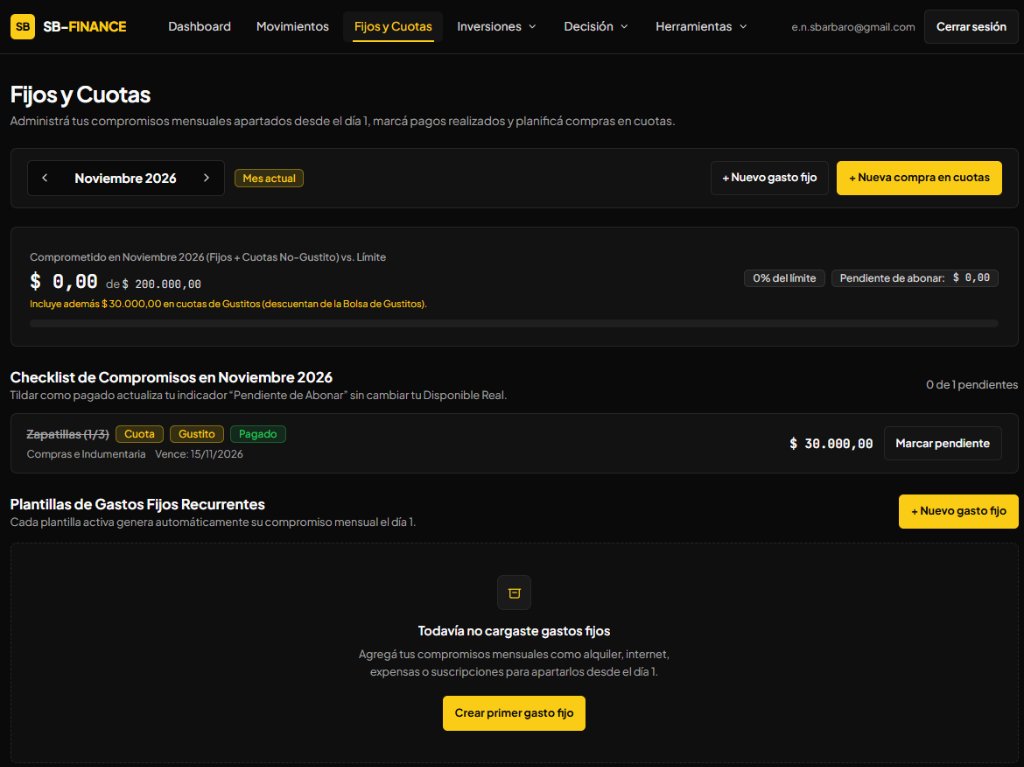 SB SB-FINANCE Dashboard Movimientos Fijos y Cuotas Inversiones Decisión Herramientas e.n.sbarbaro@gmail.com Cerrar sesión
Fijos y Cuotas
Administrá tus compromisos mensuales apartados desde el día 1, marcá pagos realizados y planificá compras en cuotas.
Noviembre 2026 Mes actual + Nuevo gasto fijo + Nueva compra en cuotas
Comprometido en Noviembre 2026 (Fijos + Cuotas No-Gustito) vs. Límite
$ 0,00 de $ 200.000,00 0% del límite Pendiente de abonar: $ 0,00
Incluye además $ 30.000,00 en cuotas de Gustitos (descuentan de la Bolsa de Gustitos).
Checklist de Compromisos en Noviembre 2026
Tildar como pagado actualiza tu indicador “Pendiente de Abonar” sin cambiar tu Disponible Real.
0 de 1 pendientes
Zapatillas (1/3) Cuota Gustito Pagado
Compras e Indumentaria Vence: 15/11/2026
$ 30.000,00 Marcar pendiente
Plantillas de Gastos Fijos Recurrentes
Cada plantilla activa genera automáticamente su compromiso mensual el día 1.
+ Nuevo gasto fijo
Todavía no cargaste gastos fijos
Agregá tus compromisos mensuales como alquiler, internet,
expensas o suscripciones para apartarlos desde el día 1.
Crear primer gasto fijo